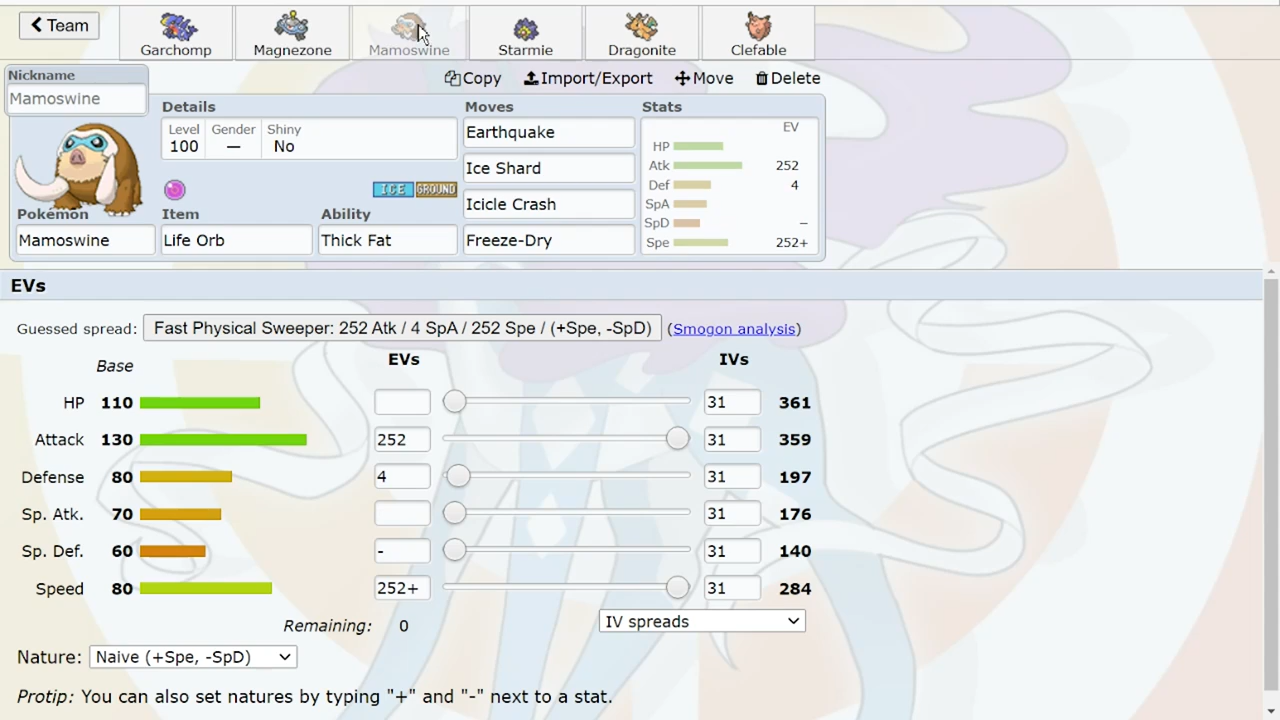 Team
Garchomp
Magnezone
Mamoswine
Starmie
Dragonite
Clefable
Nickname
Mamoswine
Copy
Import/Export
Move
Delete
Details
Level
100
Gender
—
Shiny
No
ICE GROUND
Pokémon
Mamoswine
Item
Life Orb
Ability
Thick Fat
Moves
Earthquake
Ice Shard
Icicle Crash
Freeze-Dry
Stats
EV
HP
Atk 252
Def 4
SpA
SpD –
Spe 252+
EVs
Guessed spread: Fast Physical Sweeper: 252 Atk / 4 SpA / 252 Spe / (+Spe, -SpD) (Smogon analysis)
Base EVs IVs
HP 110 31 361
Attack 130 252 31 359
Defense 80 4 31 197
Sp. Atk. 70 31 176
Sp. Def. 60 - 31 140
Speed 80 252+ 31 284
Remaining: 0 IV spreads
Nature: Naive (+Spe, -SpD)
Protip: You can also set natures by typing "+" and "-" next to a stat.